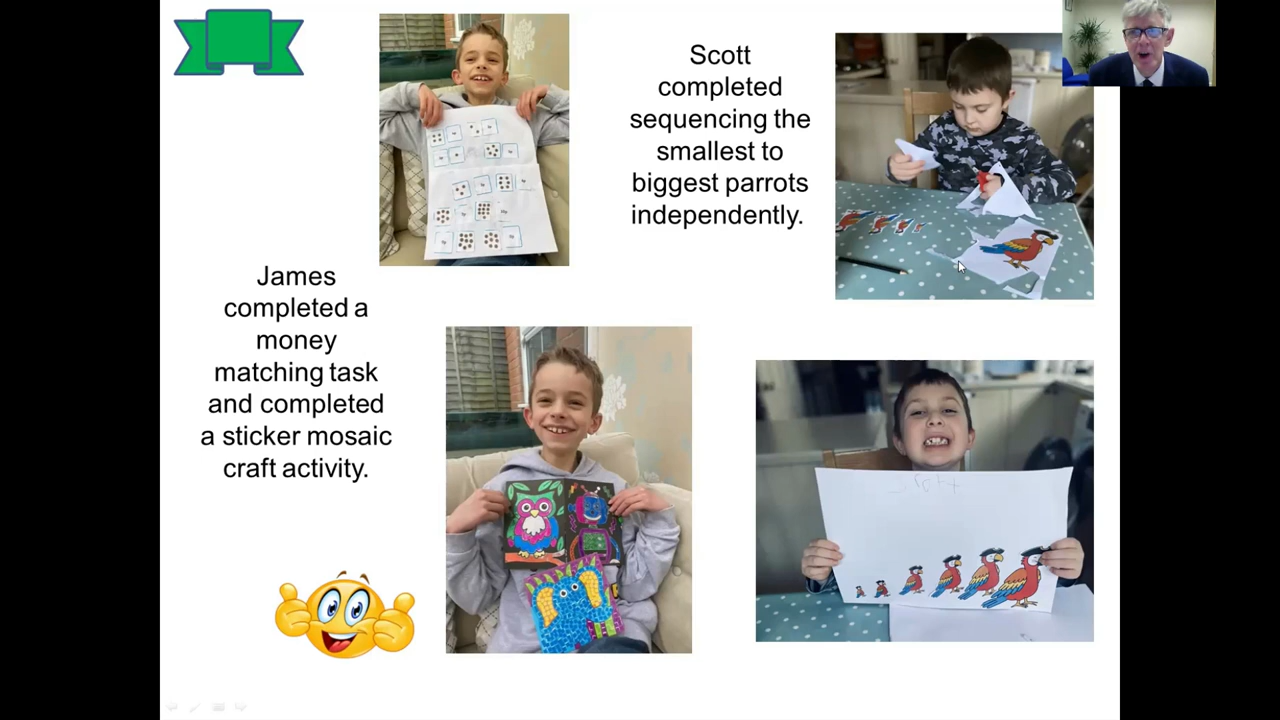 Scott
completed
sequencing the
smallest to
biggest parrots
independently.
James
completed a
money
matching task
and completed
a sticker mosaic
craft activity.